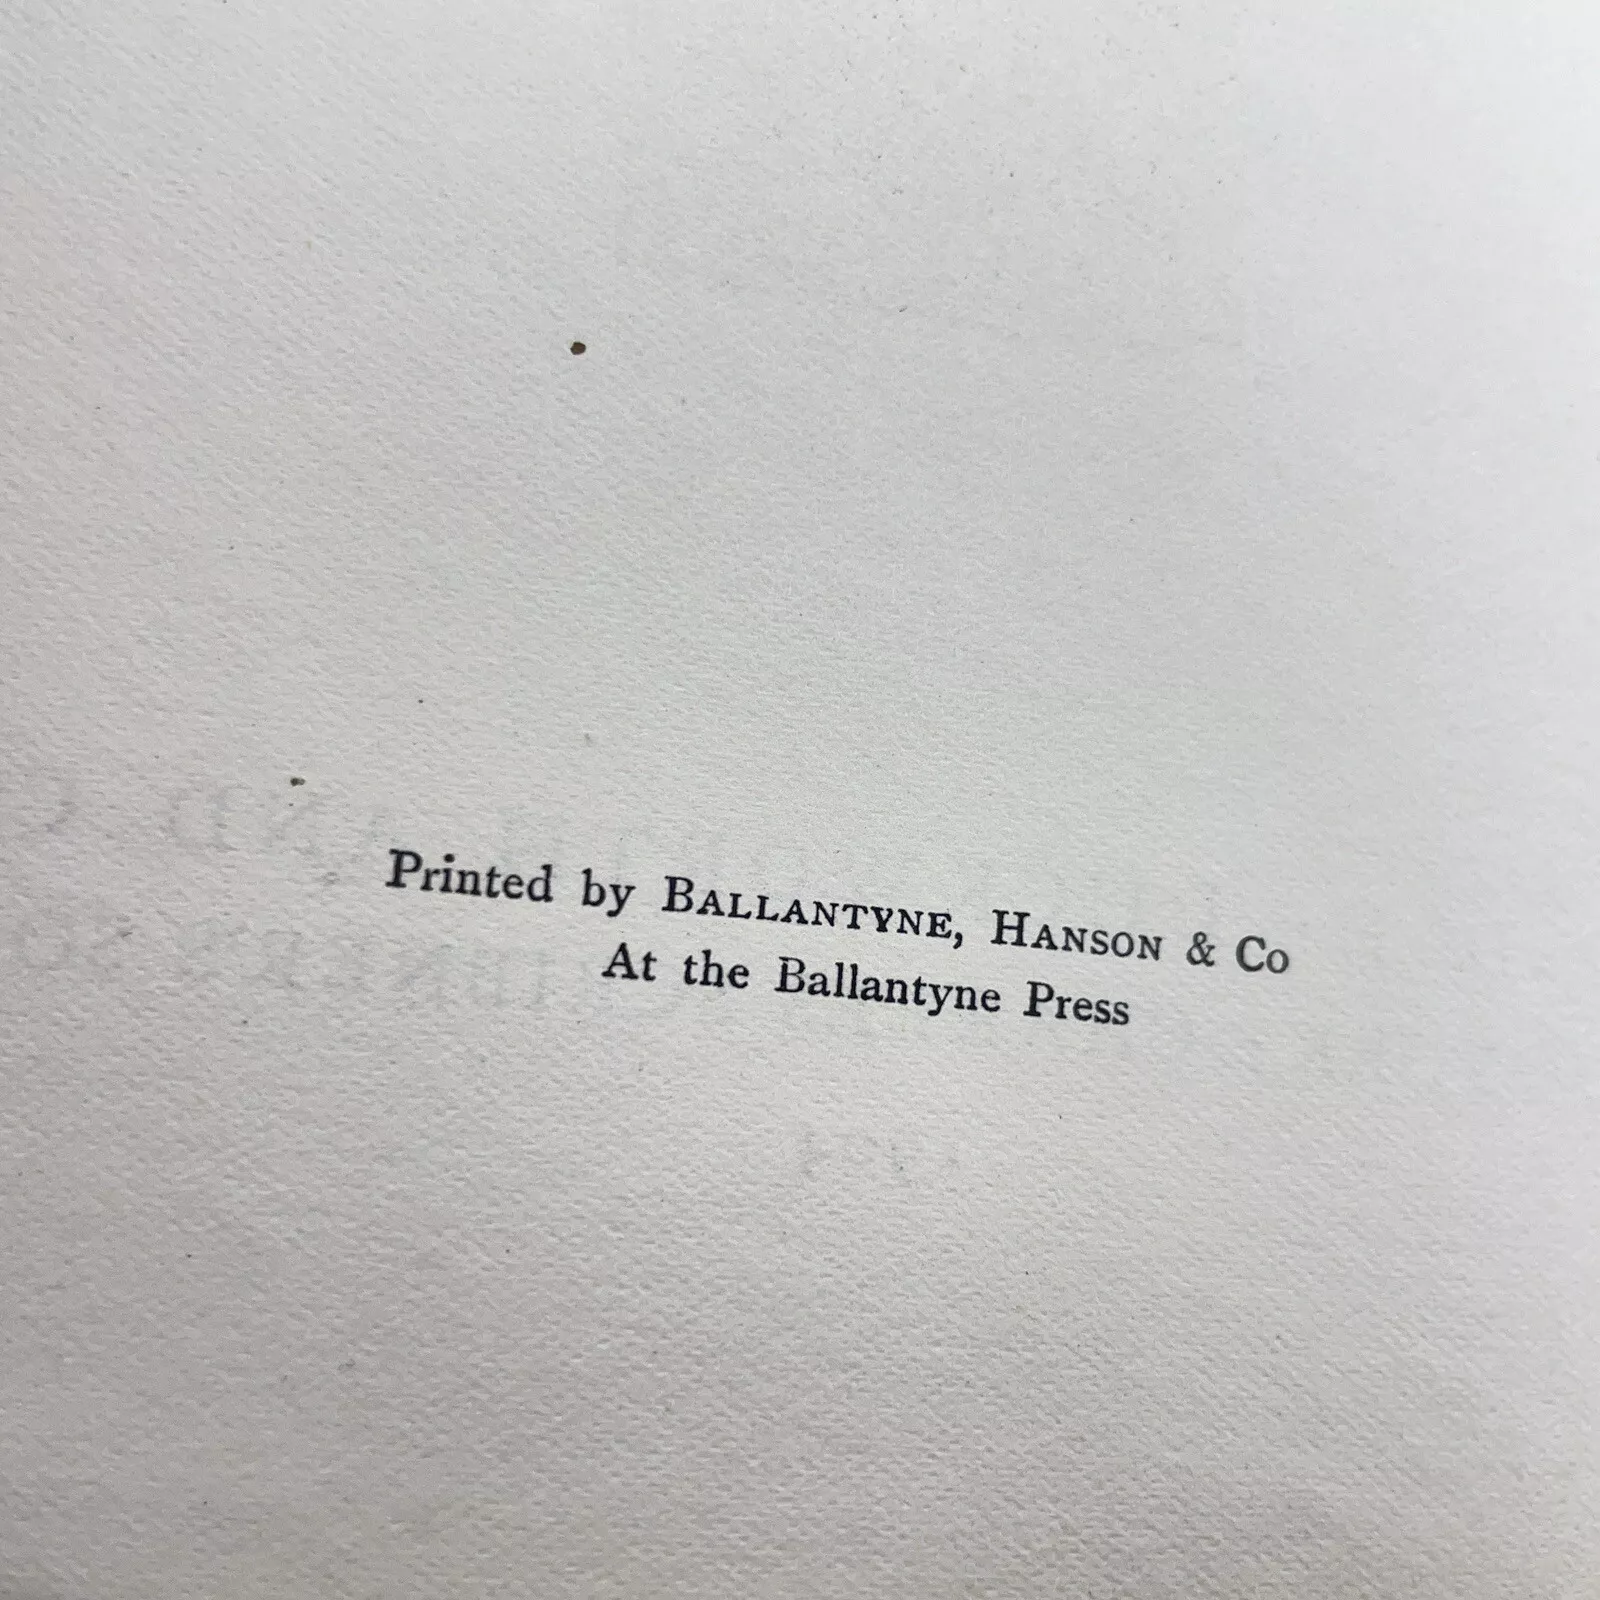 Printed by BALLANTYNE, HANSON & Co
At the Ballantyne Press